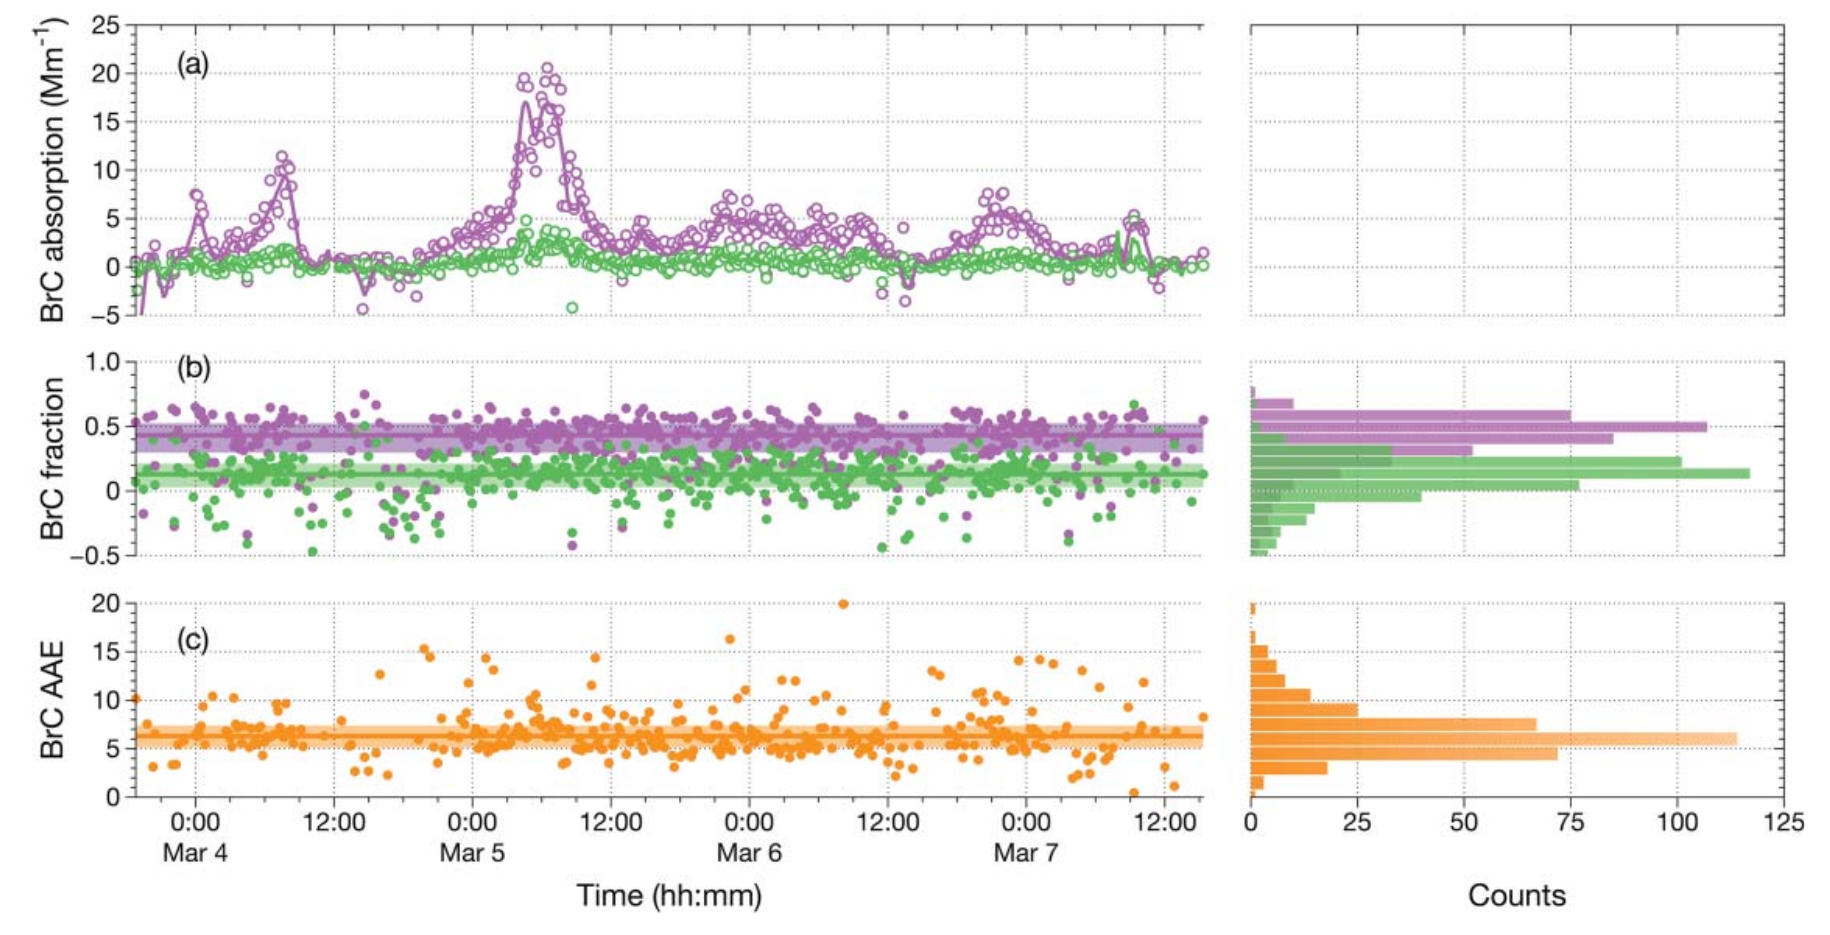 (a)
BrC absorption (Mm⁻¹)
25
20
15
10
5
0
−5
(b)
BrC fraction
1.0
0.5
0
−0.5
(c)
BrC AAE
20
15
10
5
0
0:00 12:00 0:00 12:00 0:00 12:00 0:00 12:00
Mar 4 Mar 5 Mar 6 Mar 7
Time (hh:mm)
0 25 50 75 100 125
Counts